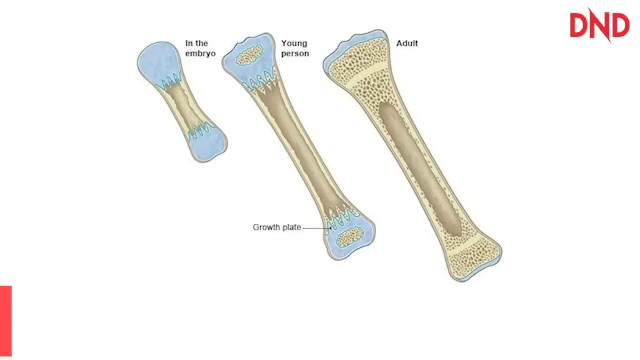 DND
In the
embryo
Young
person
Adult
Growth plate